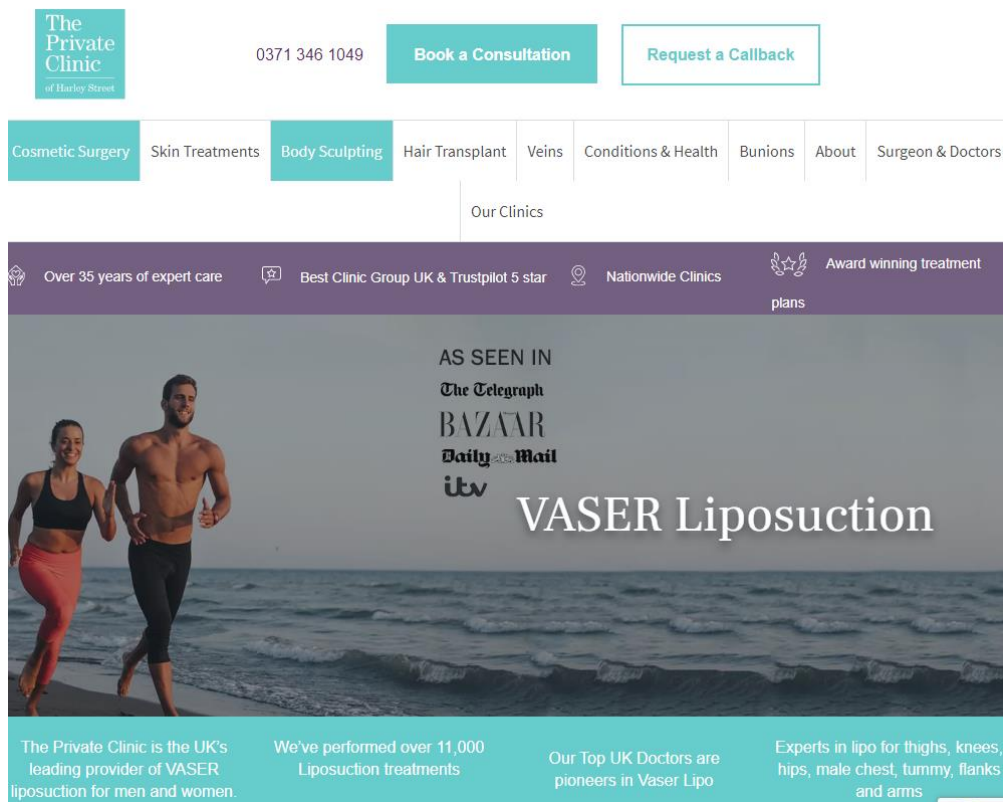 The
Private
Clinic
of Harley Street
0371 346 1049
Book a Consultation
Request a Callback
Cosmetic Surgery
Skin Treatments
Body Sculpting
Hair Transplant
Veins
Conditions & Health
Bunions
About
Surgeon & Doctors
Our Clinics
Over 35 years of expert care
Best Clinic Group UK & Trustpilot 5 star
Nationwide Clinics
Award winning treatment
plans
AS SEEN IN
The Telegraph
BAZAAR
Daily Mail
itv
VASER Liposuction
The Private Clinic is the UK's
leading provider of VASER
liposuction for men and women.
We've performed over 11,000
Liposuction treatments
Our Top UK Doctors are
pioneers in Vaser Lipo
Experts in lipo for thighs, knees,
hips, male chest, tummy, flanks
and arms